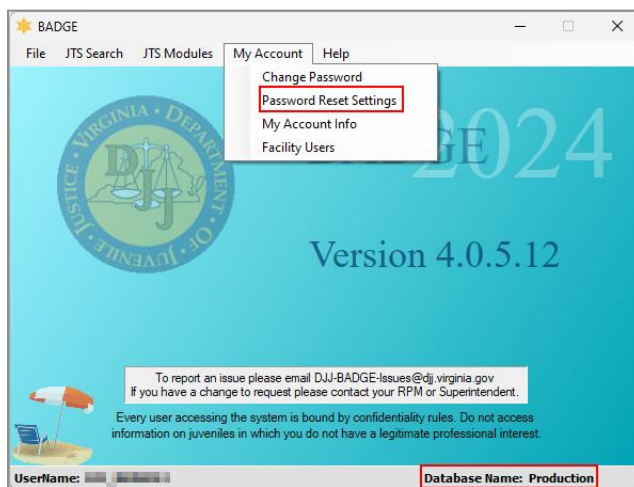 BADGE
File JTS Search JTS Modules My Account Help
Change Password
Password Reset Settings
My Account Info
Facility Users
VIRGINIA • DEPARTMENT OF JUVENILE JUSTICE •
DJJ
BADGE 2024
Version 4.0.5.12
To report an issue please email DJJ-BADGE-Issues@djj.virginia.gov
If you have a change to request please contact your RPM or Superintendent.
Every user accessing the system is bound by confidentiality rules. Do not access
information on juveniles in which you do not have a legitimate professional interest.
UserName:
Database Name: Production